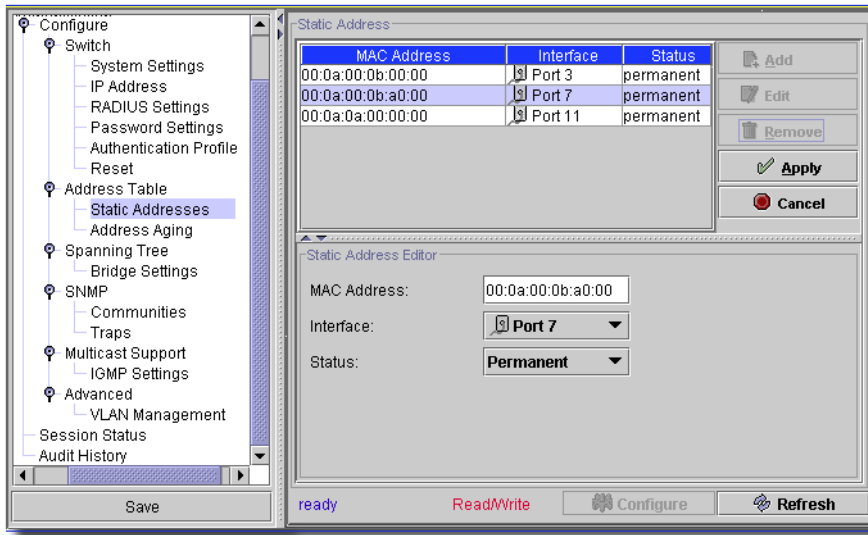 Configure
Switch
System Settings
IP Address
RADIUS Settings
Password Settings
Authentication Profile
Reset
Address Table
Static Addresses
Address Aging
Spanning Tree
Bridge Settings
SNMP
Communities
Traps
Multicast Support
IGMP Settings
Advanced
VLAN Management
Session Status
Audit History
Save
Static Address
MAC Address Interface Status
00:0a:00:0b:00:00 Port 3 permanent
00:0a:00:0b:a0:00 Port 7 permanent
00:0a:0a:00:00:00 Port 11 permanent
Add
Edit
Remove
Apply
Cancel
Static Address Editor
MAC Address: 00:0a:00:0b:a0:00
Interface: Port 7
Status: Permanent
ready Read/Write Configure Refresh